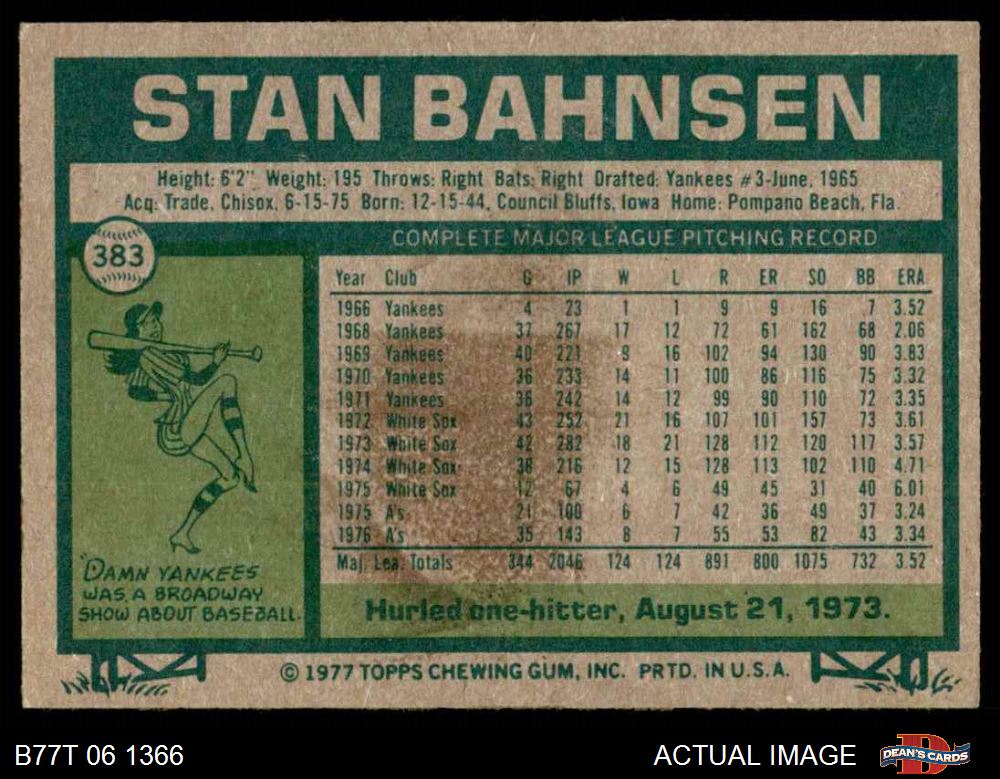 STAN BAHNSEN
Height: 6'2" Weight: 195 Throws: Right Bats: Right Drafted: Yankees #3-June, 1965
Acq: Trade, Chisox, 6-15-75 Born: 12-15-44, Council Bluffs, Iowa Home: Pompano Beach, Fla.
383
COMPLETE MAJOR LEAGUE PITCHING RECORD
Year Club G IP W L R ER SO BB ERA
1966 Yankees 4 23 1 1 9 9 16 7 3.52
1968 Yankees 37 267 17 12 72 61 162 68 2.06
1969 Yankees 40 221 9 16 102 94 130 90 3.83
1970 Yankees 36 233 14 11 100 86 116 75 3.32
1971 Yankees 36 242 14 12 99 90 110 72 3.35
1972 White Sox 43 252 21 16 107 101 157 73 3.61
1973 White Sox 42 282 18 21 128 112 120 117 3.57
1974 White Sox 38 216 12 15 128 113 102 110 4.71
1975 White Sox 12 67 4 6 49 45 31 40 6.01
1975 A's 21 100 6 7 42 36 49 37 3.24
1976 A's 35 143 8 7 55 53 82 43 3.34
Maj. Lea. Totals 344 2046 124 124 891 800 1075 732 3.52
"DAMN YANKEES
WAS A BROADWAY
SHOW ABOUT BASEBALL.
Hurled one-hitter, August 21, 1973.
© 1977 TOPPS CHEWING GUM, INC. PRTD. IN U.S.A.
B77T 06 1366
ACTUAL IMAGE
DEAN'S CARDS